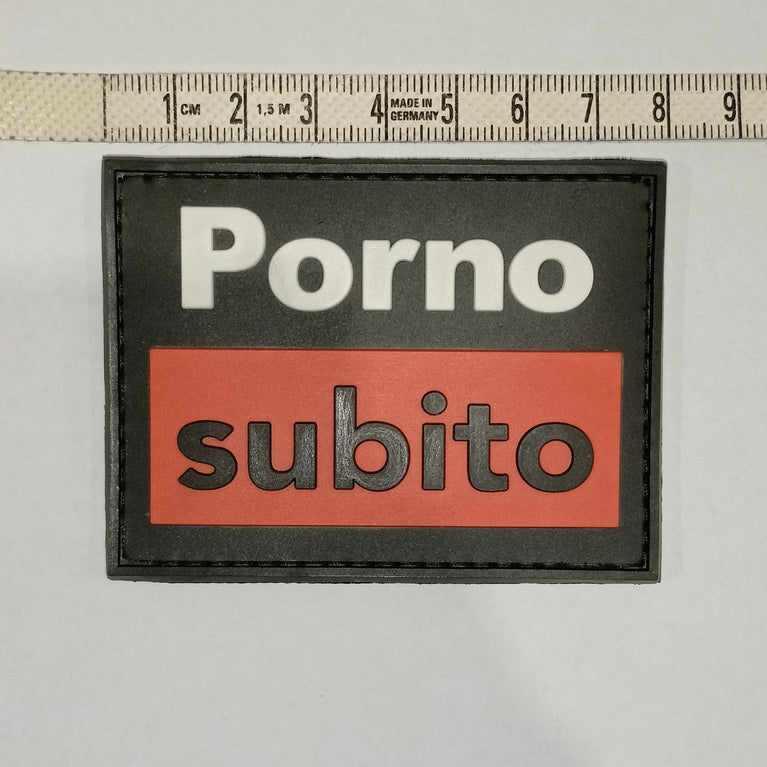 1 CM 2 1,5 M 3 4 MADE IN GERMANY 5 6 7 8 9
Porno
subito